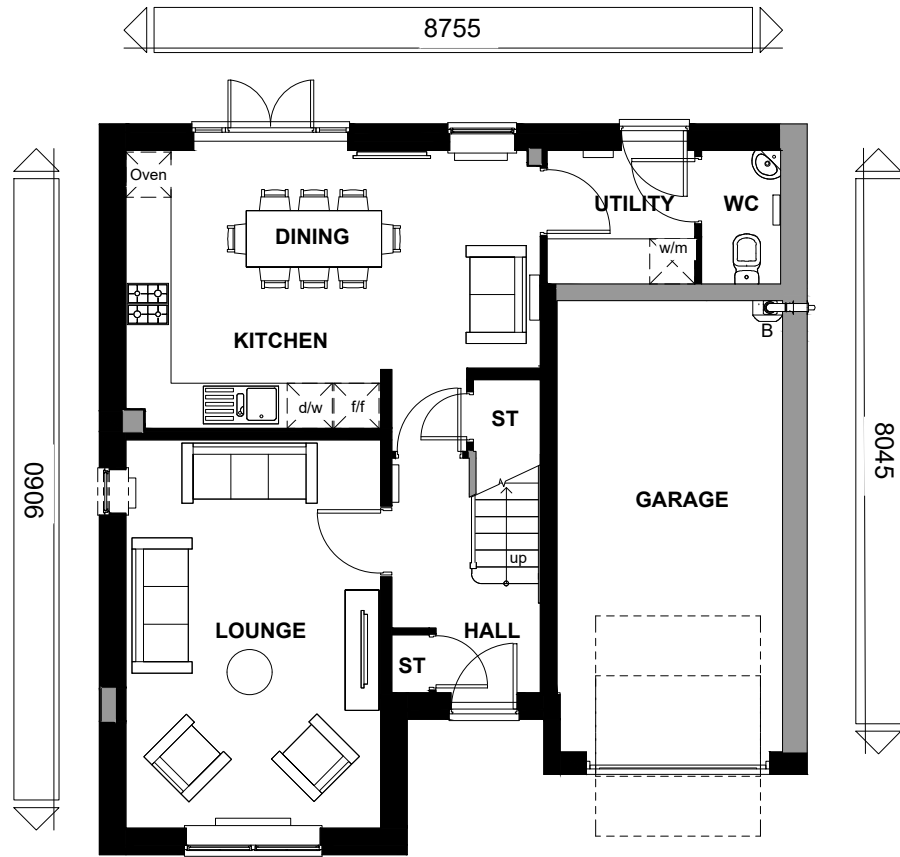 8755
Oven
UTILITY
WC
DINING
w/m
B
KITCHEN
d/w
f/f
ST
9060
8045
GARAGE
up
LOUNGE
HALL
ST